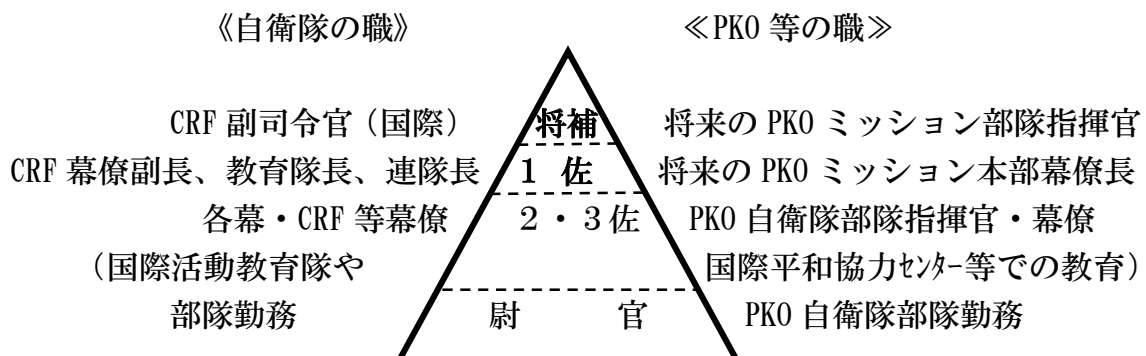 《自衛隊の職》 ≪PKO 等の職≫
CRF 副司令官（国際） 将補 将来の PKO ミッション部隊指揮官
CRF 幕僚副長、教育隊長、連隊長 1 佐 将来の PKO ミッション本部幕僚長
各幕・CRF 等幕僚 ２・３佐 PKO 自衛隊部隊指揮官・幕僚
（国際活動教育隊や 国際平和協力ｾﾝﾀｰ等での教育）
部隊勤務 尉 官 PKO 自衛隊部隊勤務